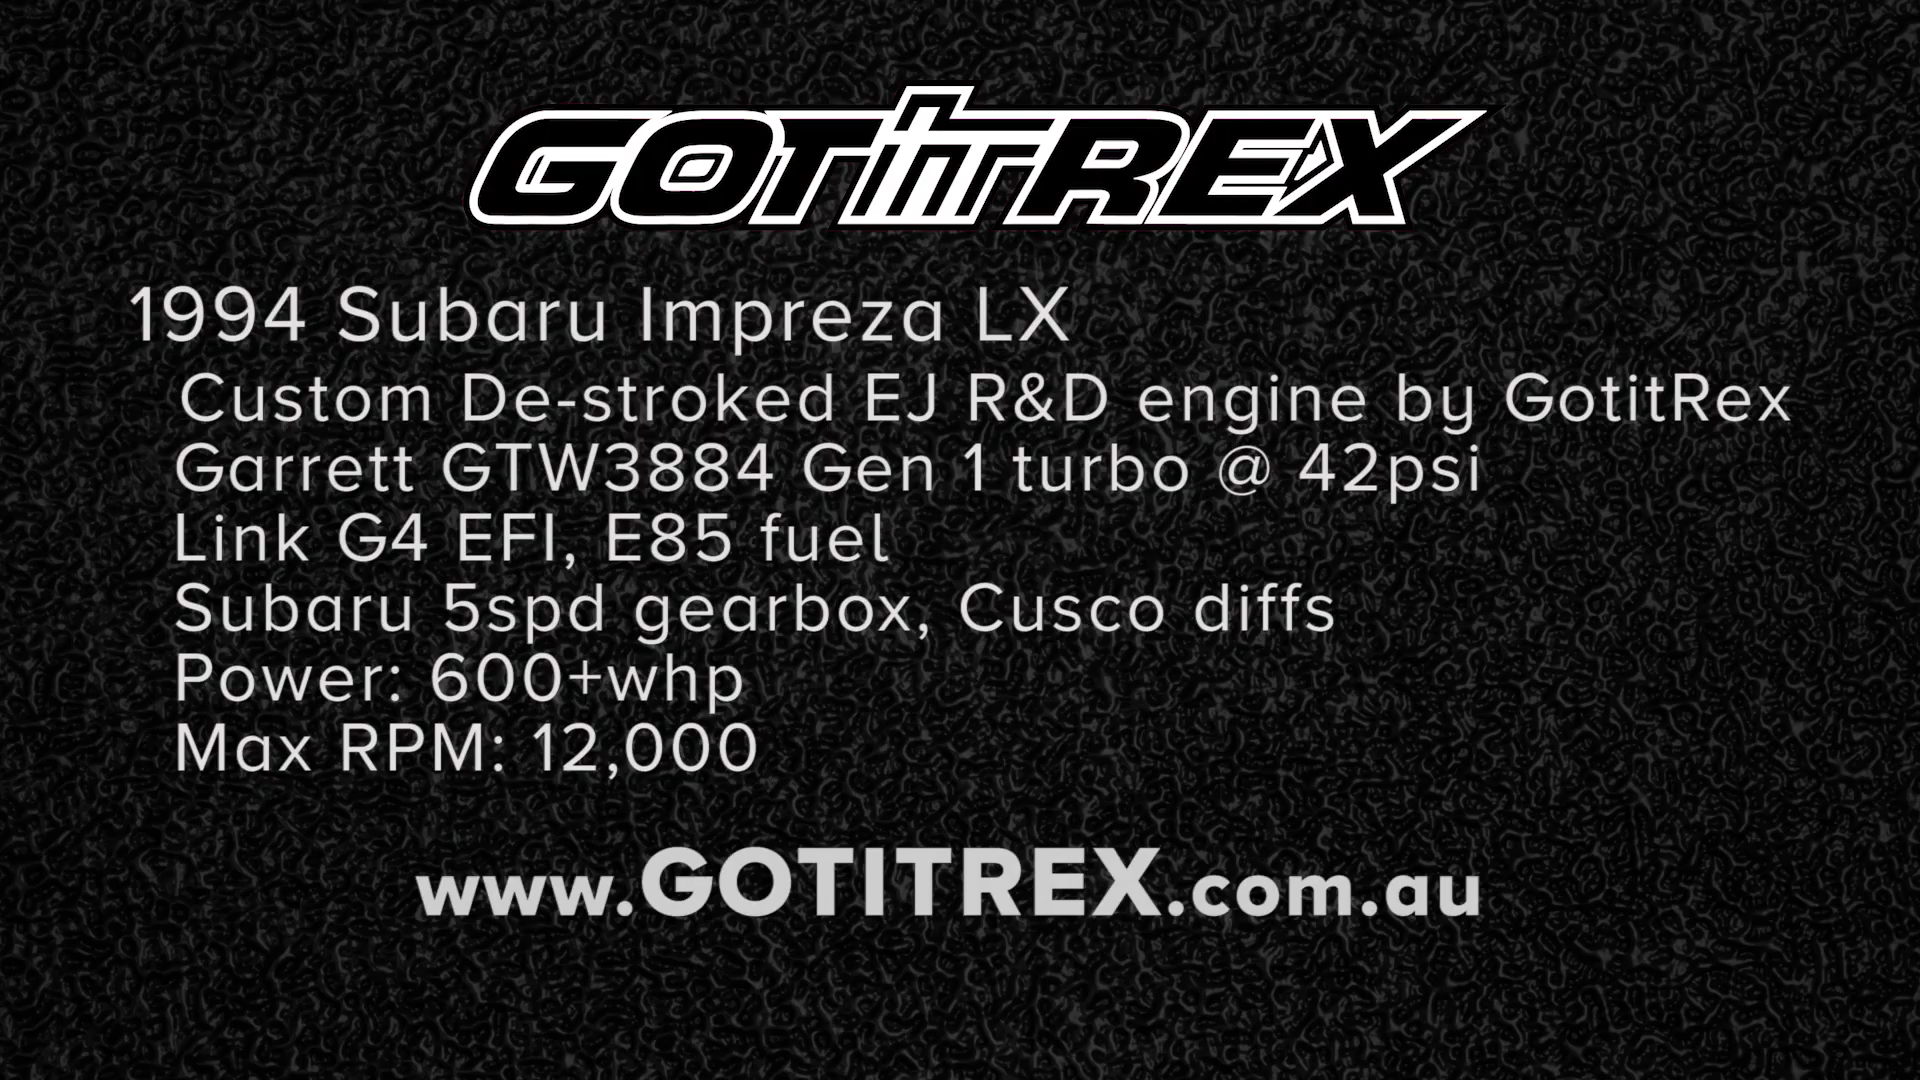 GOTITREX
1994 Subaru Impreza LX
Custom De-stroked EJ R&D engine by GotitRex
Garrett GTW3884 Gen 1 turbo @ 42psi
Link G4 EFI, E85 fuel
Subaru 5spd gearbox, Cusco diffs
Power: 600+whp
Max RPM: 12,000
www.GOTITREX.com.au